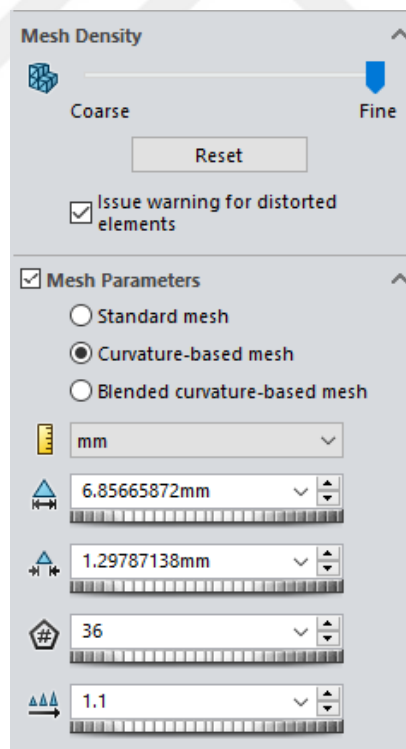 Mesh Density
Coarse Fine
Reset
Issue warning for distorted
elements
Mesh Parameters
Standard mesh
Curvature-based mesh
Blended curvature-based mesh
mm
6.85665872mm
1.29787138mm
#
36
1.1